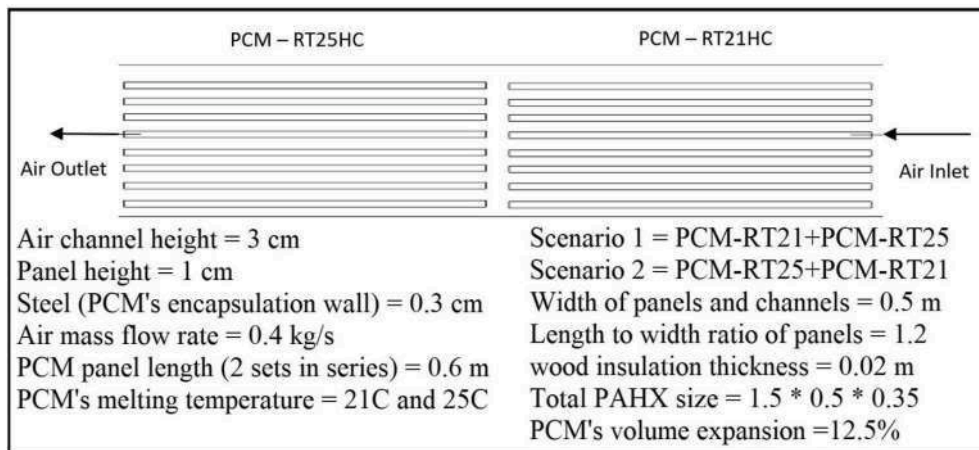 PCM – RT25HC
PCM – RT21HC
Air Outlet
Air Inlet
Air channel height = 3 cm
Panel height = 1 cm
Steel (PCM's encapsulation wall) = 0.3 cm
Air mass flow rate = 0.4 kg/s
PCM panel length (2 sets in series) = 0.6 m
PCM's melting temperature = 21C and 25C
Scenario 1 = PCM-RT21+PCM-RT25
Scenario 2 = PCM-RT25+PCM-RT21
Width of panels and channels = 0.5 m
Length to width ratio of panels = 1.2
wood insulation thickness = 0.02 m
Total PAHX size = 1.5 * 0.5 * 0.35
PCM's volume expansion =12.5%